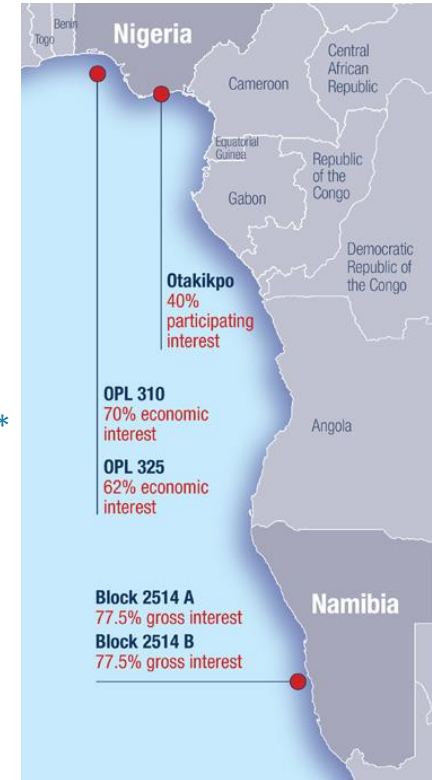 Benin
Togo
Nigeria
Central
African
Republic
Cameroon
Equatorial
Guinea
Republic
of the
Congo
Gabon
Democratic
Republic of
the Congo
Otakikpo
40%
participating
interest
OPL 310
70% economic
interest
*
OPL 325
62% economic
interest
Angola
Block 2514 A
77.5% gross interest
Block 2514 B
77.5% gross interest
Namibia